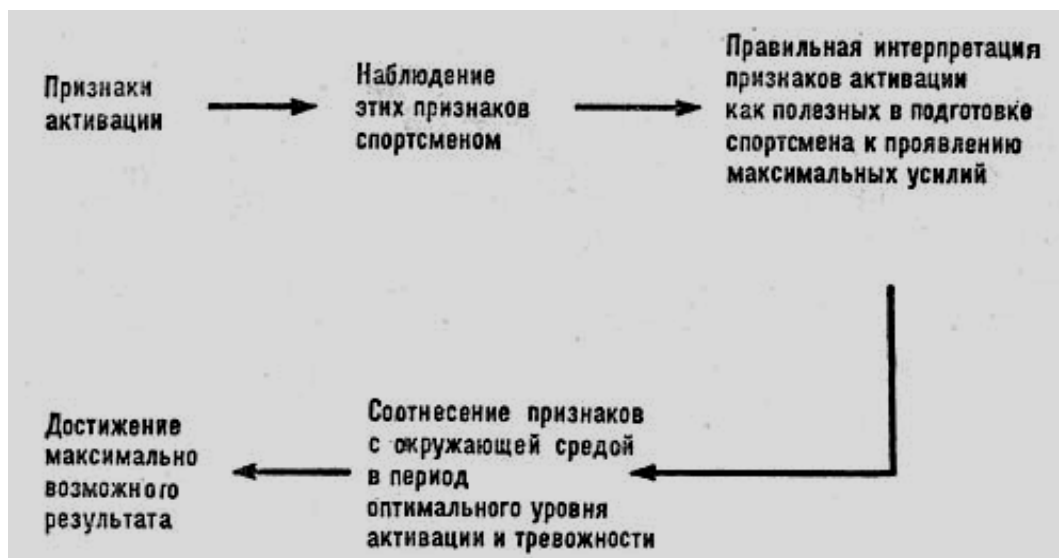 Признаки
активации
Наблюдение
этих признаков
спортсменом
Правильная интерпретация
признаков активации
как полезных в подготовке
спортсмена к проявлению
максимальных усилий
Соотнесение признаков
с окружающей средой
в период
оптимального уровня
активации и тревожности
Достижение
максимально
возможного
результата